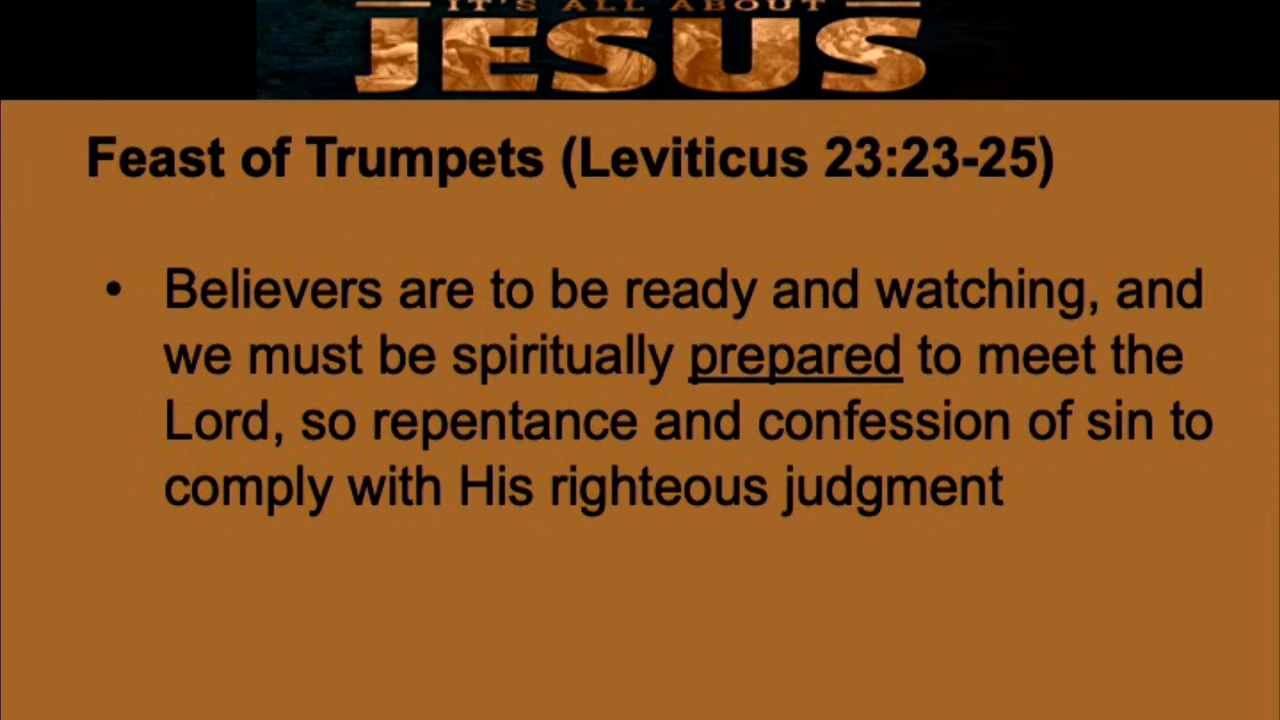 IT'S ALL ABOUT
JESUS
Feast of Trumpets (Leviticus 23:23-25)
• Believers are to be ready and watching, and
we must be spiritually prepared to meet the
Lord, so repentance and confession of sin to
comply with His righteous judgment